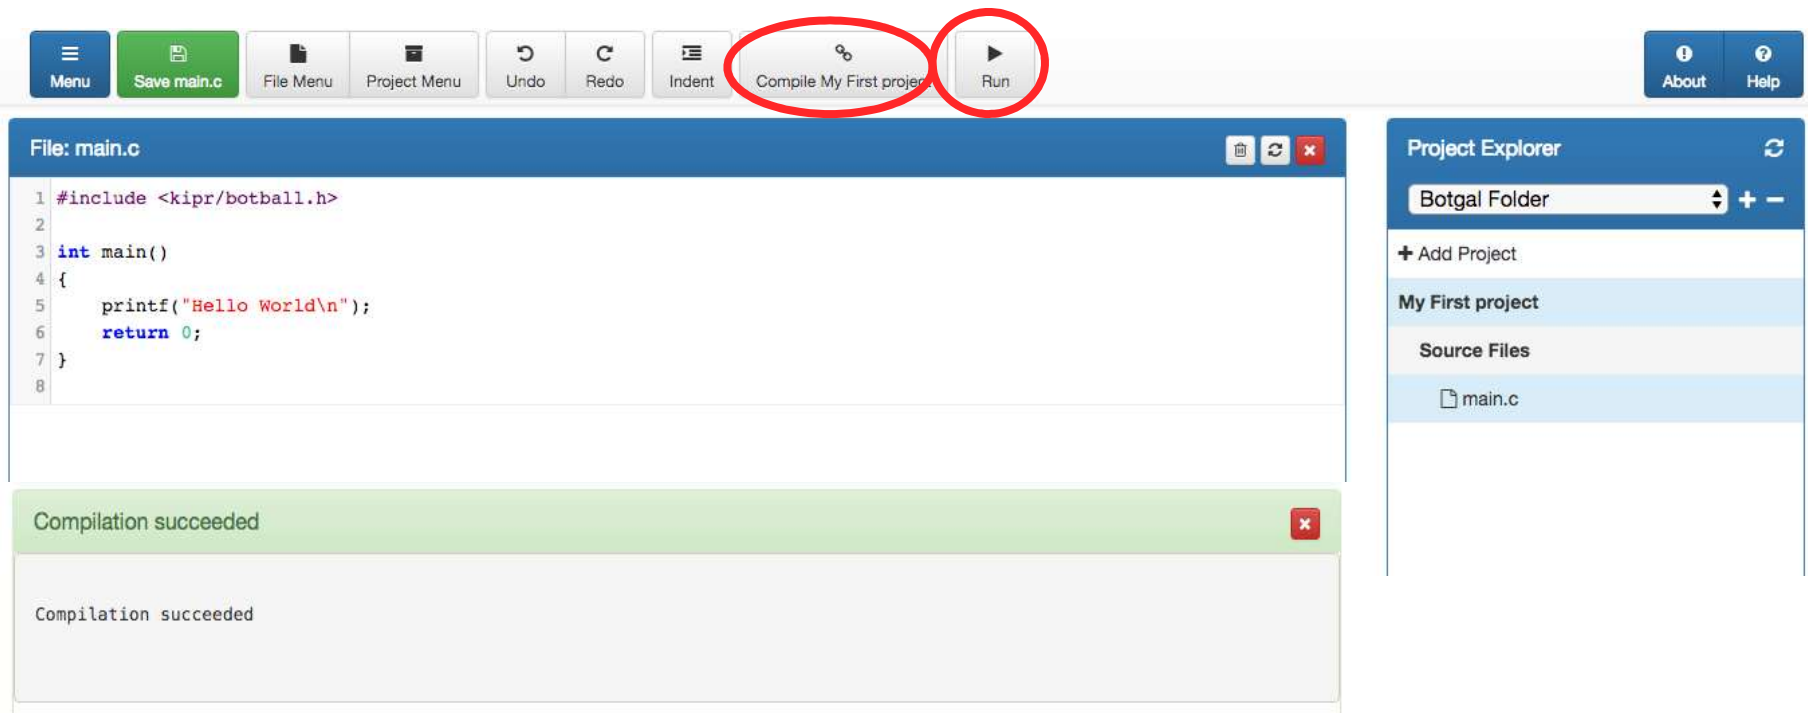 Menu
Save main.c
File Menu
Project Menu
Undo
Redo
Indent
Compile My First project
Run
About
Help
File: main.c
1 #include <kipr/botball.h>
2
3 int main()
4 {
5     printf("Hello World\n");
6     return 0;
7 }
8
Compilation succeeded
Compilation succeeded
Project Explorer
Botgal Folder
Add Project
My First project
Source Files
main.c